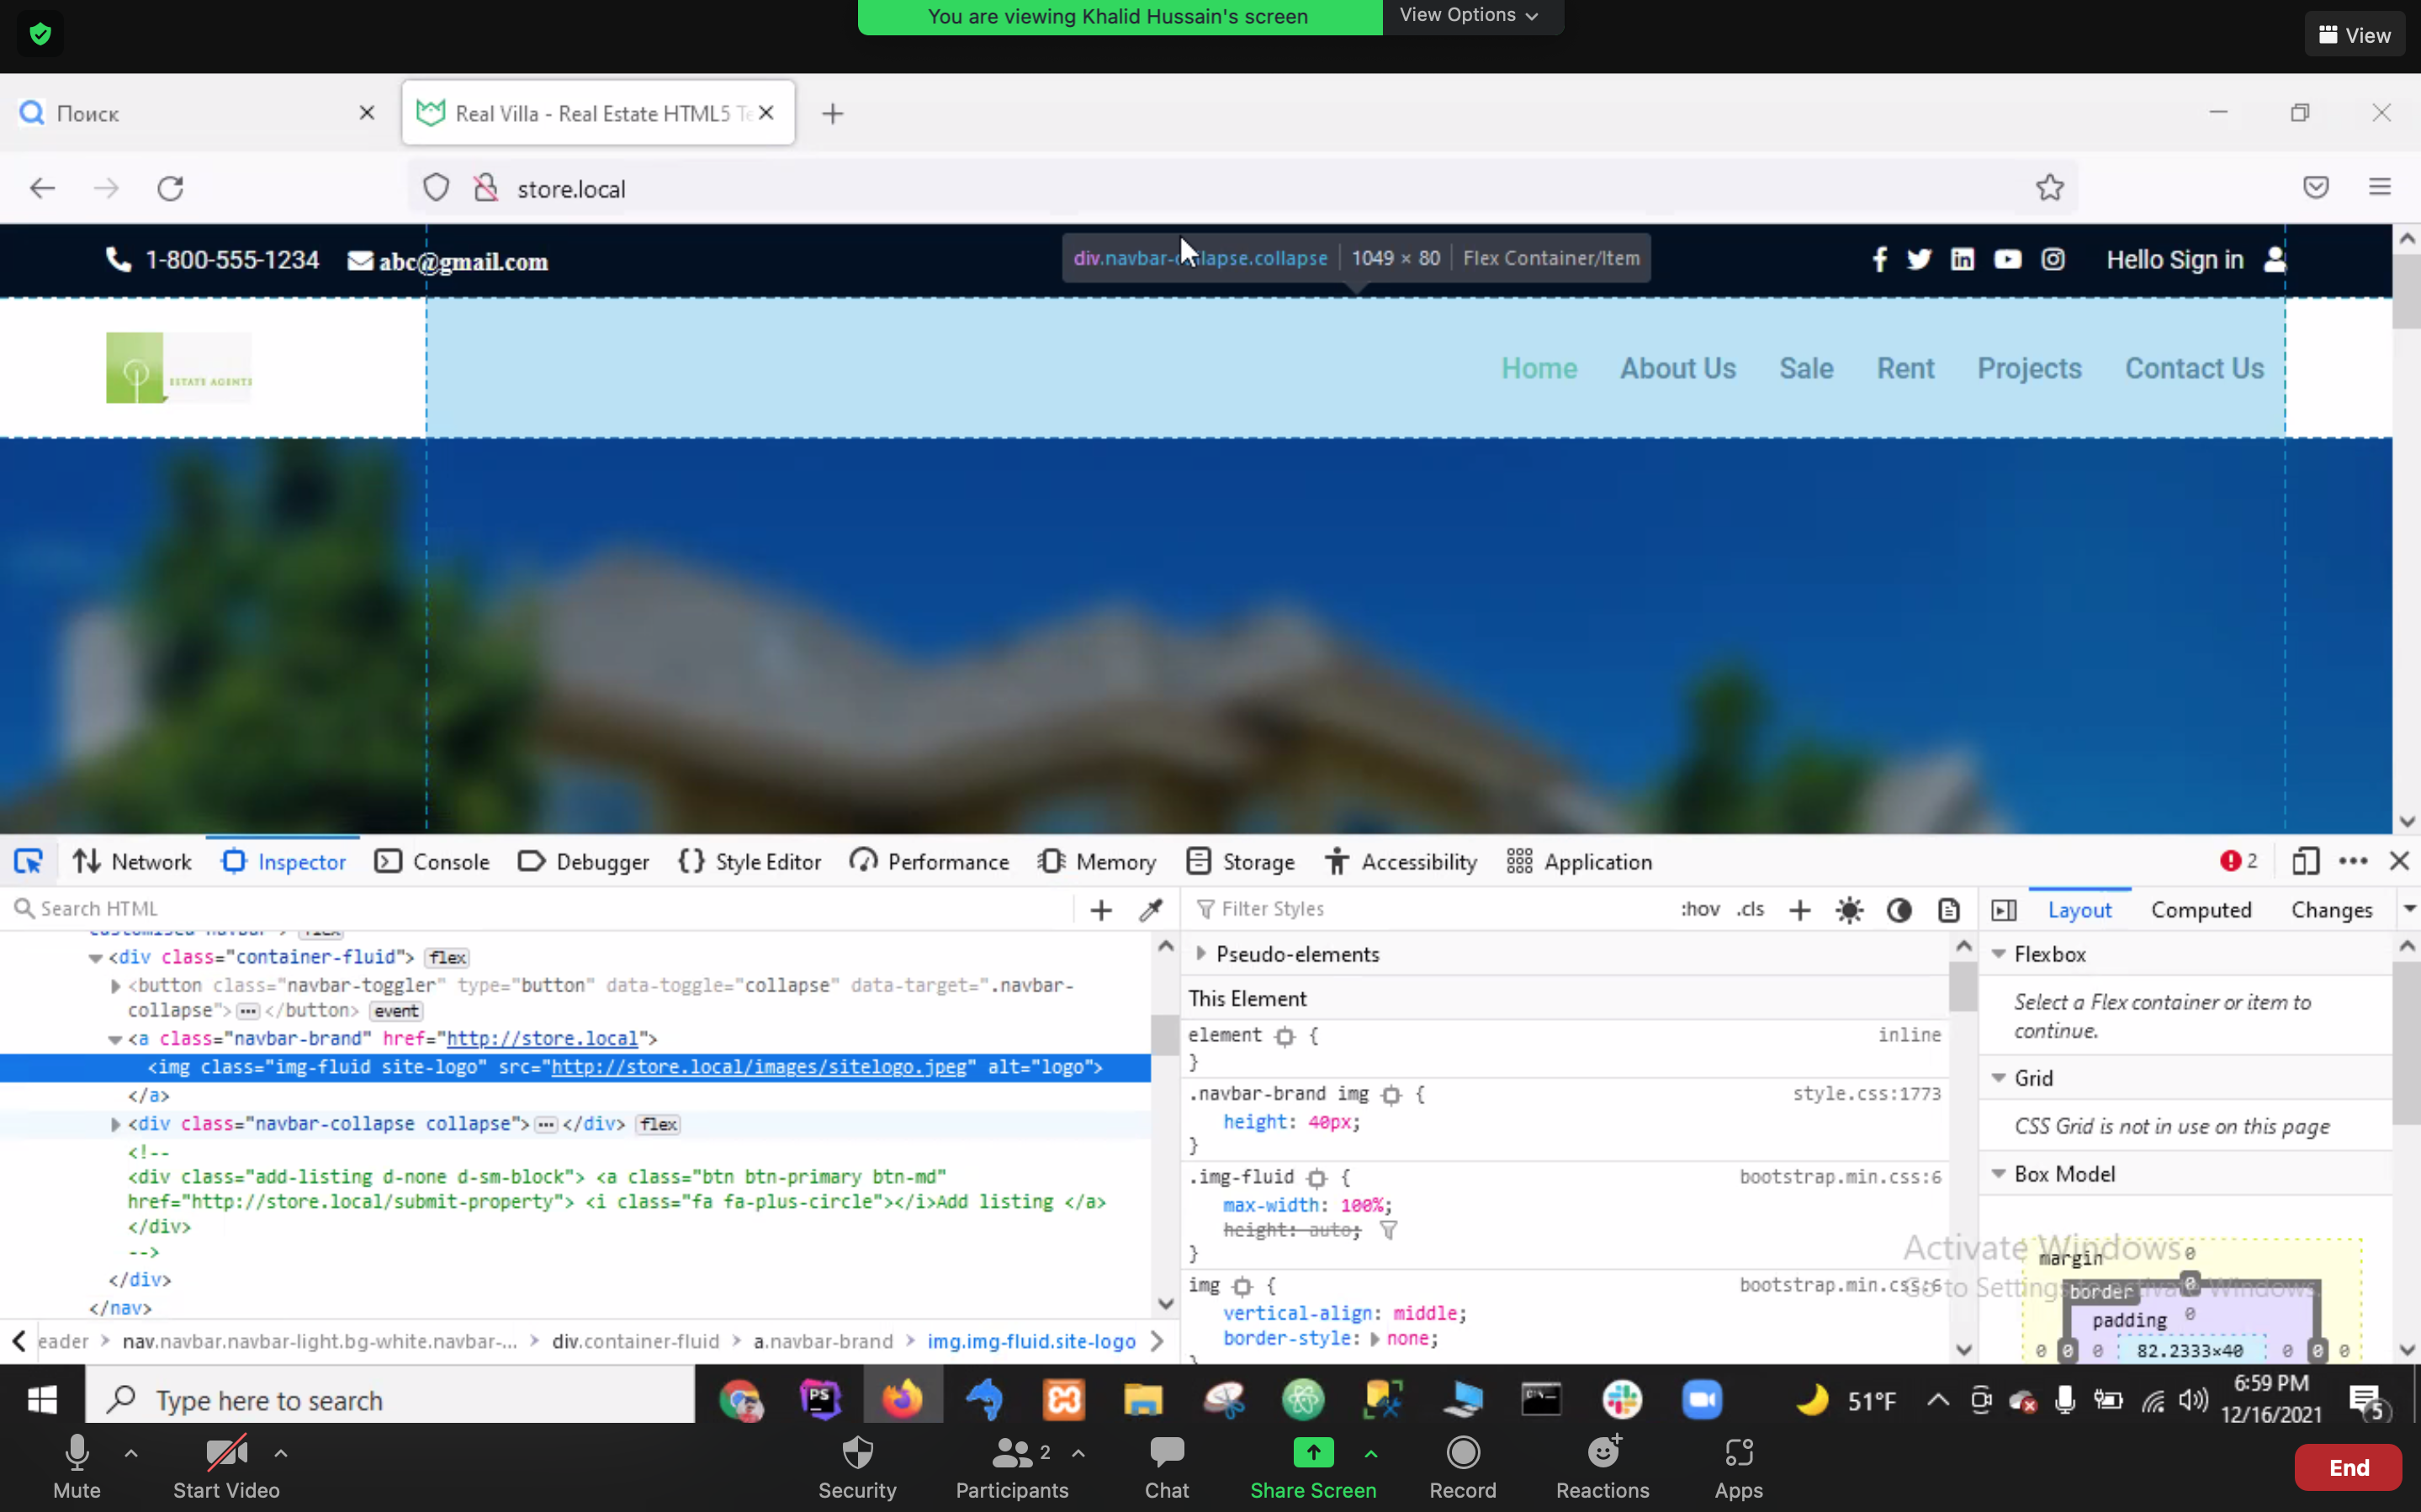 You are viewing Khalid Hussain's screen
View Options
View
Поиск
Real Villa - Real Estate HTML5 Te
store.local
1-800-555-1234
abc@gmail.com
div.navbar-collapse.collapse
1049 × 80
Flex Container/Item
Hello Sign in
ESTATE AGENTS
Home
About Us
Sale
Rent
Projects
Contact Us
Network
Inspector
Console
Debugger
Style Editor
Performance
Memory
Storage
Accessibility
Application
2
Search HTML
customised-navbar">
flex
<div class="container-fluid"> flex
<button class="navbar-toggler" type="button" data-toggle="collapse" data-target=".navbar-
collapse"> ••• </button> event
<a class="navbar-brand" href="http://store.local">
<img class="img-fluid site-logo" src="http://store.local/images/sitelogo.jpeg" alt="logo">
</a>
<div class="navbar-collapse collapse"> ••• </div> flex
<!--
<div class="add-listing d-none d-sm-block"> <a class="btn btn-primary btn-md"
href="http://store.local/submit-property"> <i class="fa fa-plus-circle"></i>Add listing </a>
</div>
-->
</div>
</nav>
eader
nav.navbar.navbar-light.bg-white.navbar-...
div.container-fluid
a.navbar-brand
img.img-fluid.site-logo
Filter Styles
:hov
.cls
Pseudo-elements
This Element
element {
inline
}
.navbar-brand img {
style.css:1773
height: 40px;
}
.img-fluid {
bootstrap.min.css:6
max-width: 100%;
height: auto;
}
img {
bootstrap.min.css:6
vertical-align: middle;
border-style: none;
}
Layout
Computed
Changes
Flexbox
Select a Flex container or item to
continue.
Grid
CSS Grid is not in use on this page
Box Model
Activate Windows
Go to Settings to activate Windows.
margin
0
border
0
padding
0
0 0 0 82.2333×40 0 0 0
Type here to search
PS
51°F
6:59 PM
12/16/2021
5
Mute
Start Video
Security
2
Participants
Chat
Share Screen
Record
Reactions
Apps
End